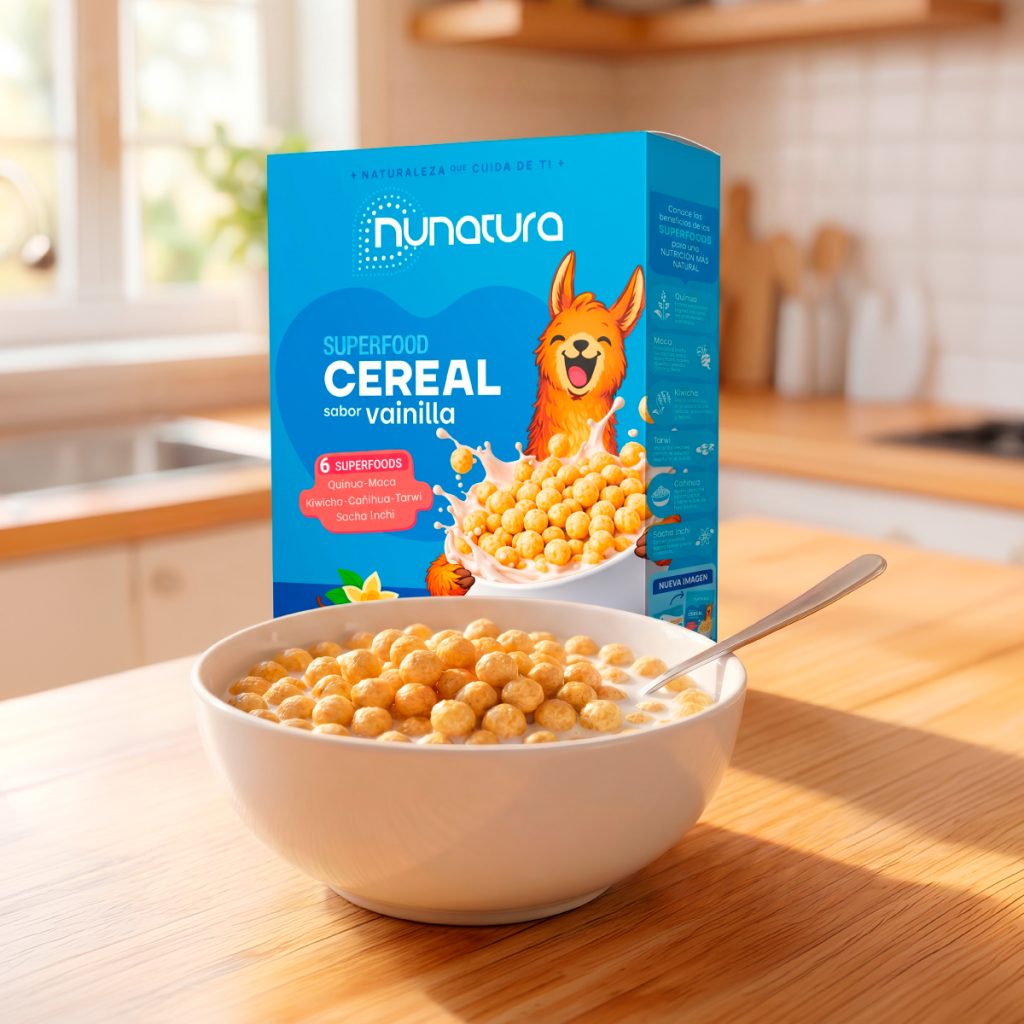 + NATURALEZA QUE CUIDA DE TI +
nunatura
SUPERFOOD
CEREAL
sabor vainilla
6 SUPERFOODS
Quinua - Maca
Kiwicha - Cañihua - Tarwi
Sacha Inchi
Conoce los
beneficios de los
SUPERFOODS
para una
NUTRICIÓN MÁS
NATURAL
Quinua
Maca
Kiwicha
Tarwi
Cañihua
Sacha Inchi
NUEVA IMAGEN
CEREAL